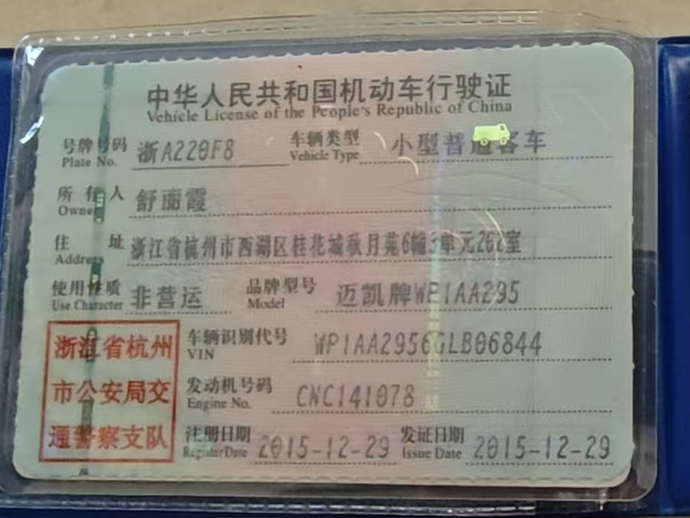 中华人民共和国机动车行驶证
Vehicle License of the People's Republic of China
号牌号码 浙A220F8 车辆类型 小型普通客车
Plate No. Vehicle Type
所有人 舒丽霞
Owner
住 址 浙江省杭州市西湖区桂花城秋月苑6幢3单元202室
Address
使用性质 非营运 品牌型号 迈凯牌WP1AA295
Use Character Model
浙江省杭州 车辆识别代号 WP1AA2956GLB06844
VIN
市公安局交 发动机号码 CNC141078
Engine No.
通警察支队 注册日期 2015-12-29 发证日期 2015-12-29
Register Date Issue Date